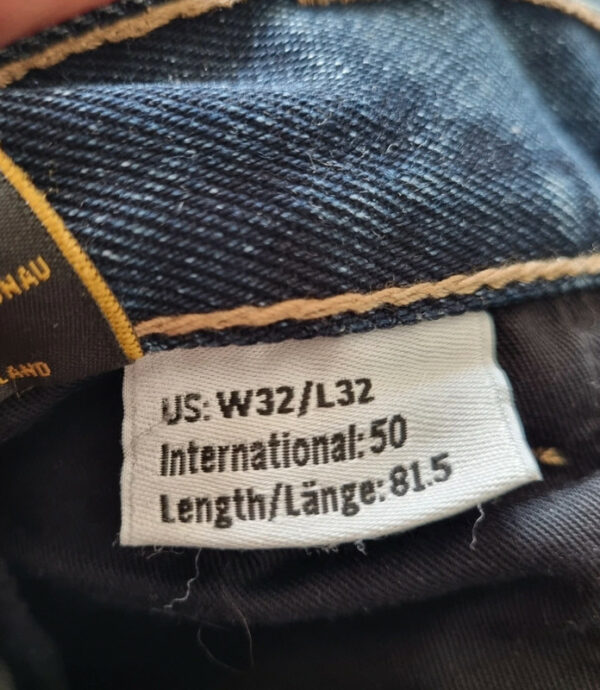 US: W32/L32
International: 50
Length/Länge: 81.5